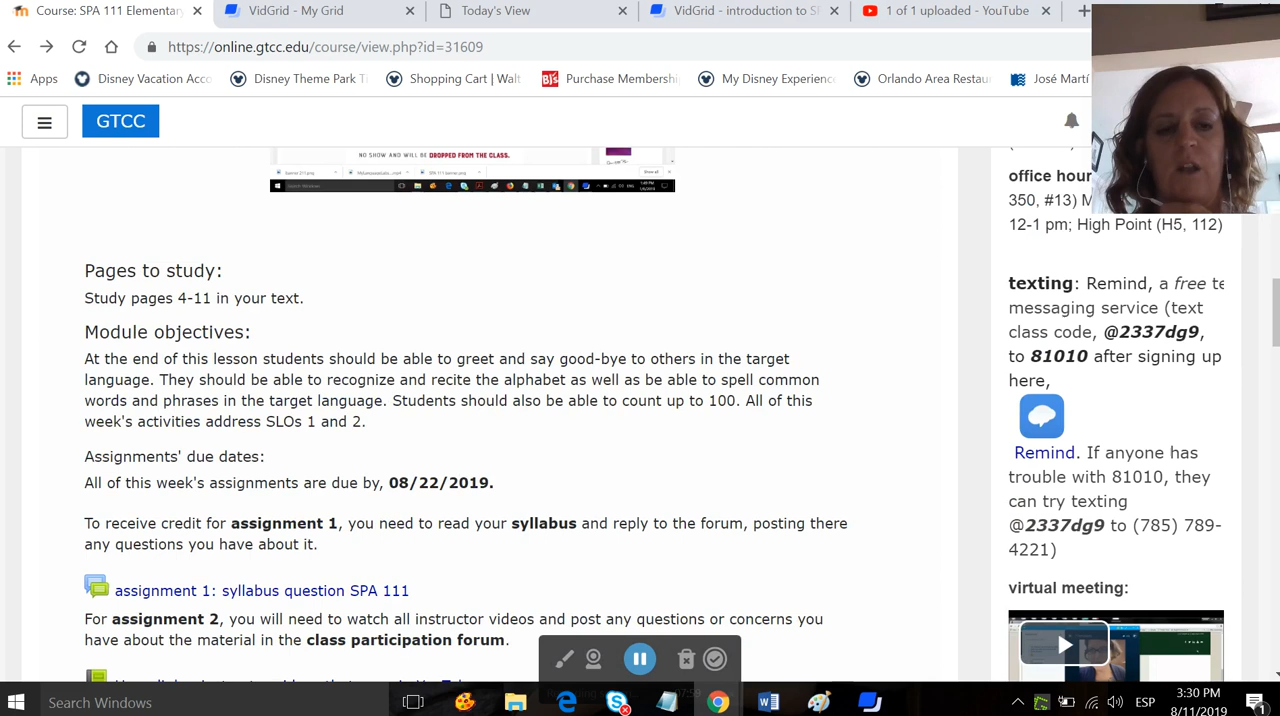 Course: SPA 111 Elementary
VidGrid - My Grid
Today's View
VidGrid - introduction to S
1 of 1 uploaded - YouTube
https://online.gtcc.edu/course/view.php?id=31609
Apps
Disney Vacation Acco
Disney Theme Park T
Shopping Cart | Walt
BJ's
Purchase Membershi
My Disney Experience
Orlando Area Restau
José Martí
GTCC
NO SHOW AND WILL BE DROPPED FROM THE CLASS.
Show all
Search Windows
office hour
350, #13) M
12-1 pm; High Point (H5, 112)
Pages to study:
Study pages 4-11 in your text.
Module objectives:
At the end of this lesson students should be able to greet and say good-bye to others in the target
language. They should be able to recognize and recite the alphabet as well as be able to spell common
words and phrases in the target language. Students should also be able to count up to 100. All of this
week's activities address SLOs 1 and 2.
Assignments' due dates:
All of this week's assignments are due by, 08/22/2019.
To receive credit for assignment 1, you need to read your syllabus and reply to the forum, posting there
any questions you have about it.
assignment 1: syllabus question SPA 111
For assignment 2, you will need to watch all instructor videos and post any questions or concerns you
have about the material in the class participation forum.
texting: Remind, a free te
messaging service (text
class code, @2337dg9,
to 81010 after signing up
here,
Remind. If anyone has
trouble with 81010, they
can try texting
@2337dg9 to (785) 789-
4221)
virtual meeting:
07:59
Search Windows
ESP
3:30 PM
8/11/2019
1